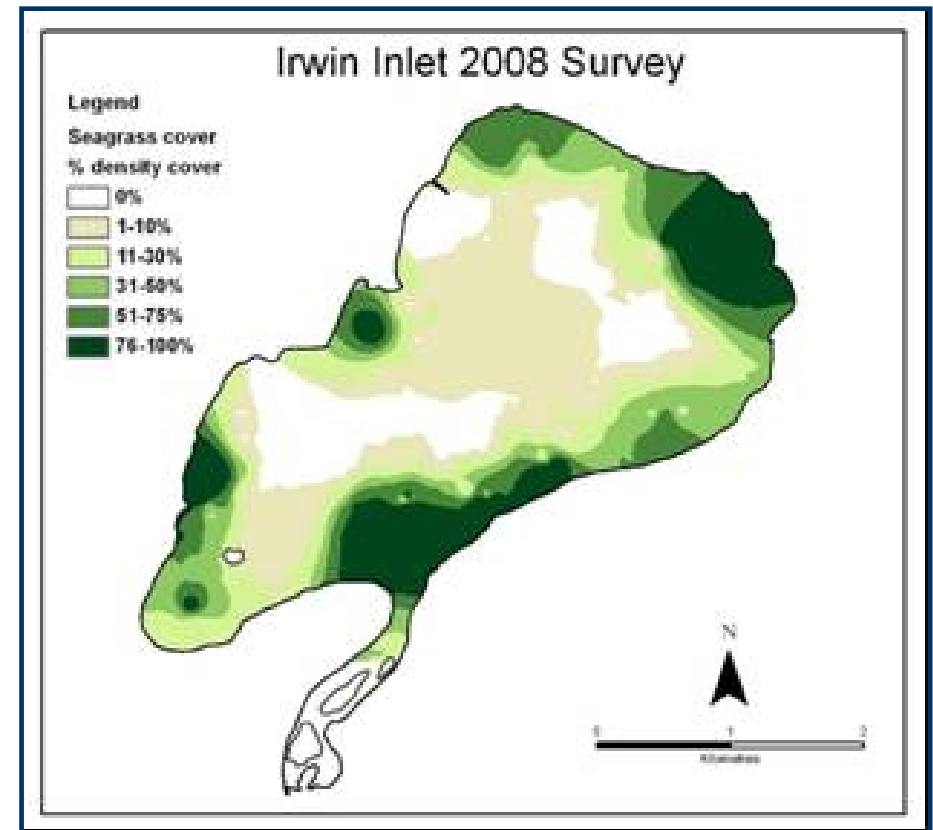 Irwin Inlet 2008 Survey
Legend
Seagrass cover
% density cover
0%
1-10%
11-30%
31-50%
51-75%
76-100%
N
0 1 2
Kilometres